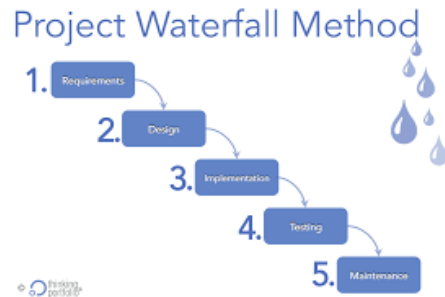 Project Waterfall Method
1. Requirements
2. Design
3. Implementation
4. Testing
5. Maintenance
© thinking
portfolio®